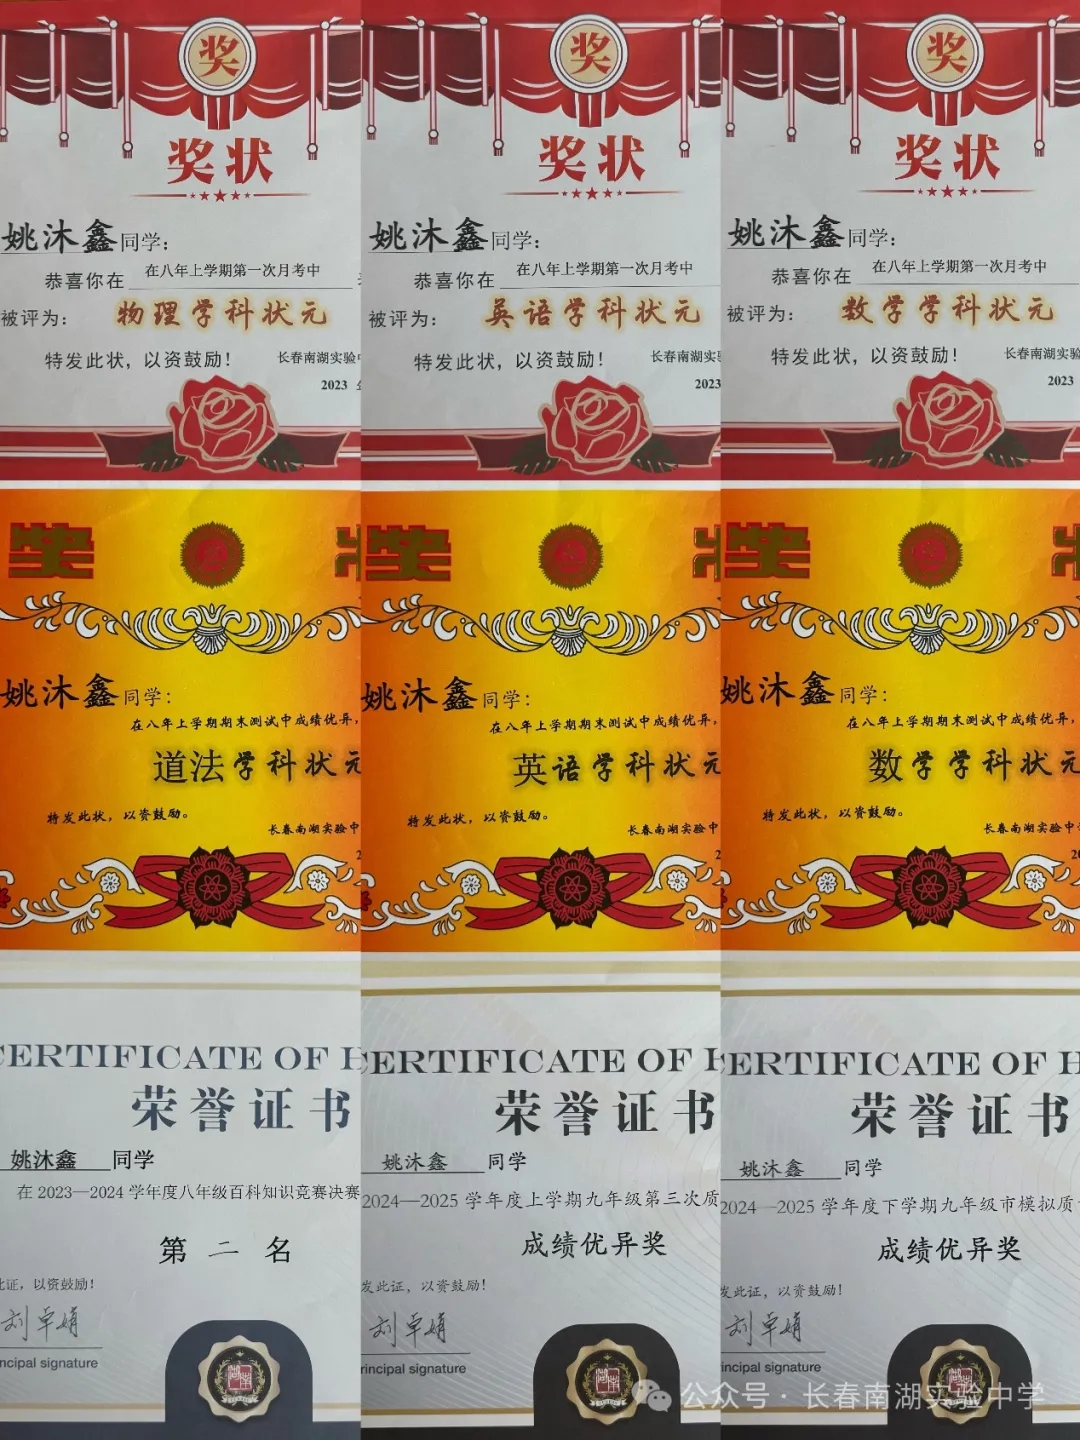 奖
奖状
姚沐鑫同学：
恭喜你在 在八年上学期第一次月考中
被评为： 物理学科状元
特发此状，以资鼓励！
长春南湖实验
2023
奖
奖状
姚沐鑫同学：
恭喜你在 在八年上学期第一次月考中
被评为： 英语学科状元
特发此状，以资鼓励！
长春南湖实
2023
奖
奖状
姚沐鑫同学：
恭喜你在 在八年上学期第一次月考中
被评为： 数学学科状元
特发此状，以资鼓励！
长春南湖实验
2023
奖
姚沐鑫同学：
在八年上学期期末测试中成绩优异，
道法学科状元
特发此状，以资鼓励。
长春南湖实验中
奖
姚沐鑫同学：
在八年上学期期末测试中成绩优异，
英语学科状元
特发此状，以资鼓励。
长春南湖实验中
奖
姚沐鑫同学：
在八年上学期期末测试中成绩优异，
数学学科状元
特发此状，以资鼓励。
长春南湖实验中
CERTIFICATE OF H
荣誉证书
姚沐鑫 同学
在 2023—2024 学年度八年级百科知识竞赛决赛
第二名
此证，以资鼓励！
刘卓娟
ncipal signature
CERTIFICATE OF H
荣誉证书
姚沐鑫 同学
2024—2025 学年度上学期九年级第三次质
成绩优异奖
发此证，以资鼓励！
刘卓娟
rincipal signature
ERTIFICATE OF H
荣誉证书
姚沐鑫 同学
2024—2025 学年度下学期九年级市模拟质
成绩优异奖
发此证，以资鼓励！
刘卓娟
rincipal signature
公众号·长春南湖实验中学